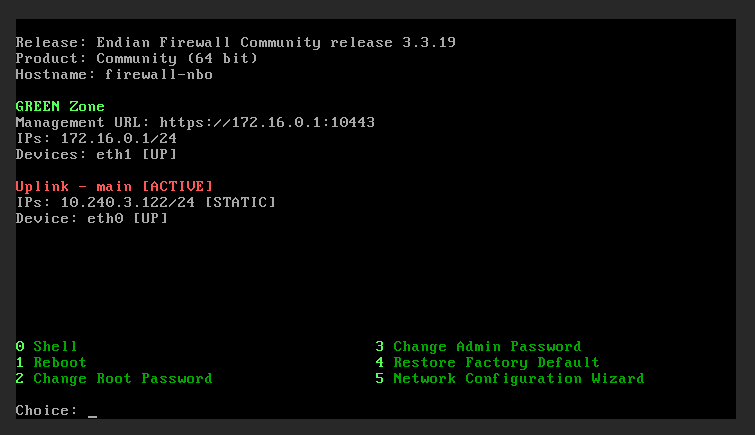 Release: Endian Firewall Community release 3.3.19
Product: Community (64 bit)
Hostname: firewall-nbo
GREEN Zone
Management URL: https://172.16.0.1:10443
IPs: 172.16.0.1/24
Devices: eth1 [UP]
Uplink - main [ACTIVE]
IPs: 10.240.3.122/24 [STATIC]
Device: eth0 [UP]
0 Shell 3 Change Admin Password
1 Reboot 4 Restore Factory Default
2 Change Root Password 5 Network Configuration Wizard
Choice: _